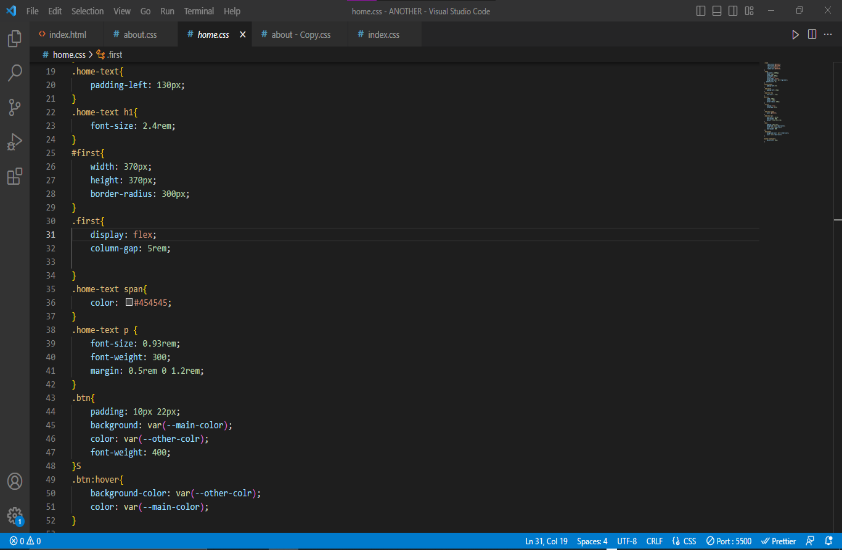 File Edit Selection View Go Run Terminal Help home.css - ANOTHER - Visual Studio Code
index.html # about.css # home.css X # about - Copy.css # index.css
# home.css > .first
19 .home-text{
20 padding-left: 130px;
21 }
22 .home-text h1{
23 font-size: 2.4rem;
24 }
25 #first{
26 width: 370px;
27 height: 370px;
28 border-radius: 300px;
29 }
30 .first{
31 display: flex;
32 column-gap: 5rem;
33
34 }
35 .home-text span{
36 color: #454545;
37 }
38 .home-text p {
39 font-size: 0.93rem;
40 font-weight: 300;
41 margin: 0.5rem 0 1.2rem;
42 }
43 .btn{
44 padding: 10px 22px;
45 background: var(--main-color);
46 color: var(--other-colr);
47 font-weight: 400;
48 }S
49 .btn:hover{
50 background-color: var(--other-colr);
51 color: var(--main-color);
52 }
1
0 0 Ln 31, Col 19 Spaces: 4 UTF-8 CRLF CSS Port : 5500 Prettier